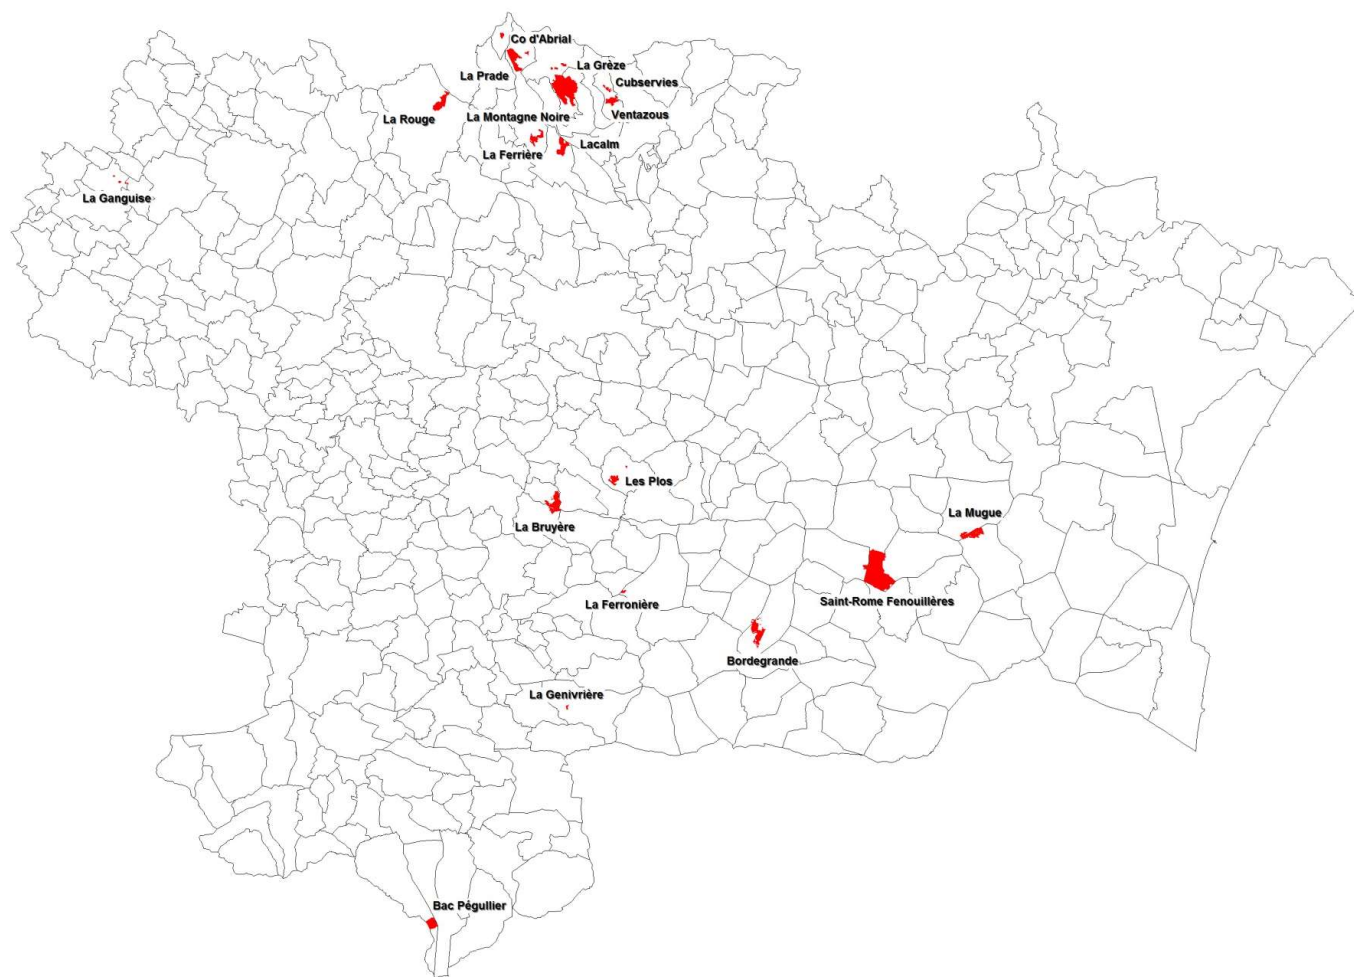 Co d'Abrial
La Grèze
La Prade
Cubservies
La Rouge
La Montagne Noire
Ventazous
La Ferrière
Lacalm
La Ganguise
Les Plos
La Bruyère
La Mugue
La Ferronière
Saint-Rome Fenouillères
Bordegrande
La Genivrière
Bac Pégullier